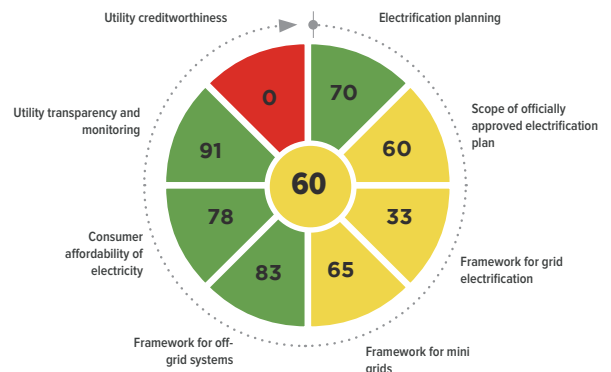 Utility creditworthiness
Electrification planning
0
70
Utility transparency and
monitoring
Scope of officially
approved electrification
plan
91
60
60
78
33
Consumer
affordability of
electricity
Framework for grid
electrification
83
65
Framework for off-
grid systems
Framework for mini
grids